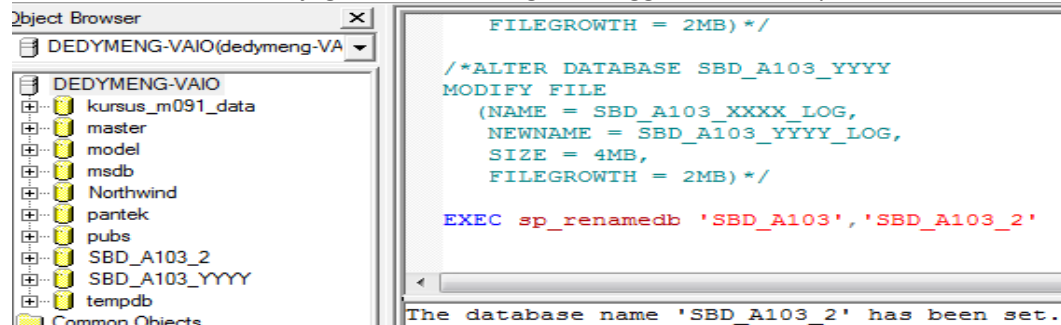 Object Browser
DEDYMENG-VAIO(dedymeng-VA
DEDYMENG-VAIO
kursus_m091_data
master
model
msdb
Northwind
pantek
pubs
SBD_A103_2
SBD_A103_YYYY
tempdb
Common Objects
FILEGROWTH = 2MB)*/
/*ALTER DATABASE SBD_A103_YYYY
MODIFY FILE
(NAME = SBD_A103_XXXX_LOG,
NEWNAME = SBD_A103_YYYY_LOG,
SIZE = 4MB,
FILEGROWTH = 2MB)*/
EXEC sp_renamedb 'SBD_A103','SBD_A103_2'
The database name 'SBD_A103_2' has been set.